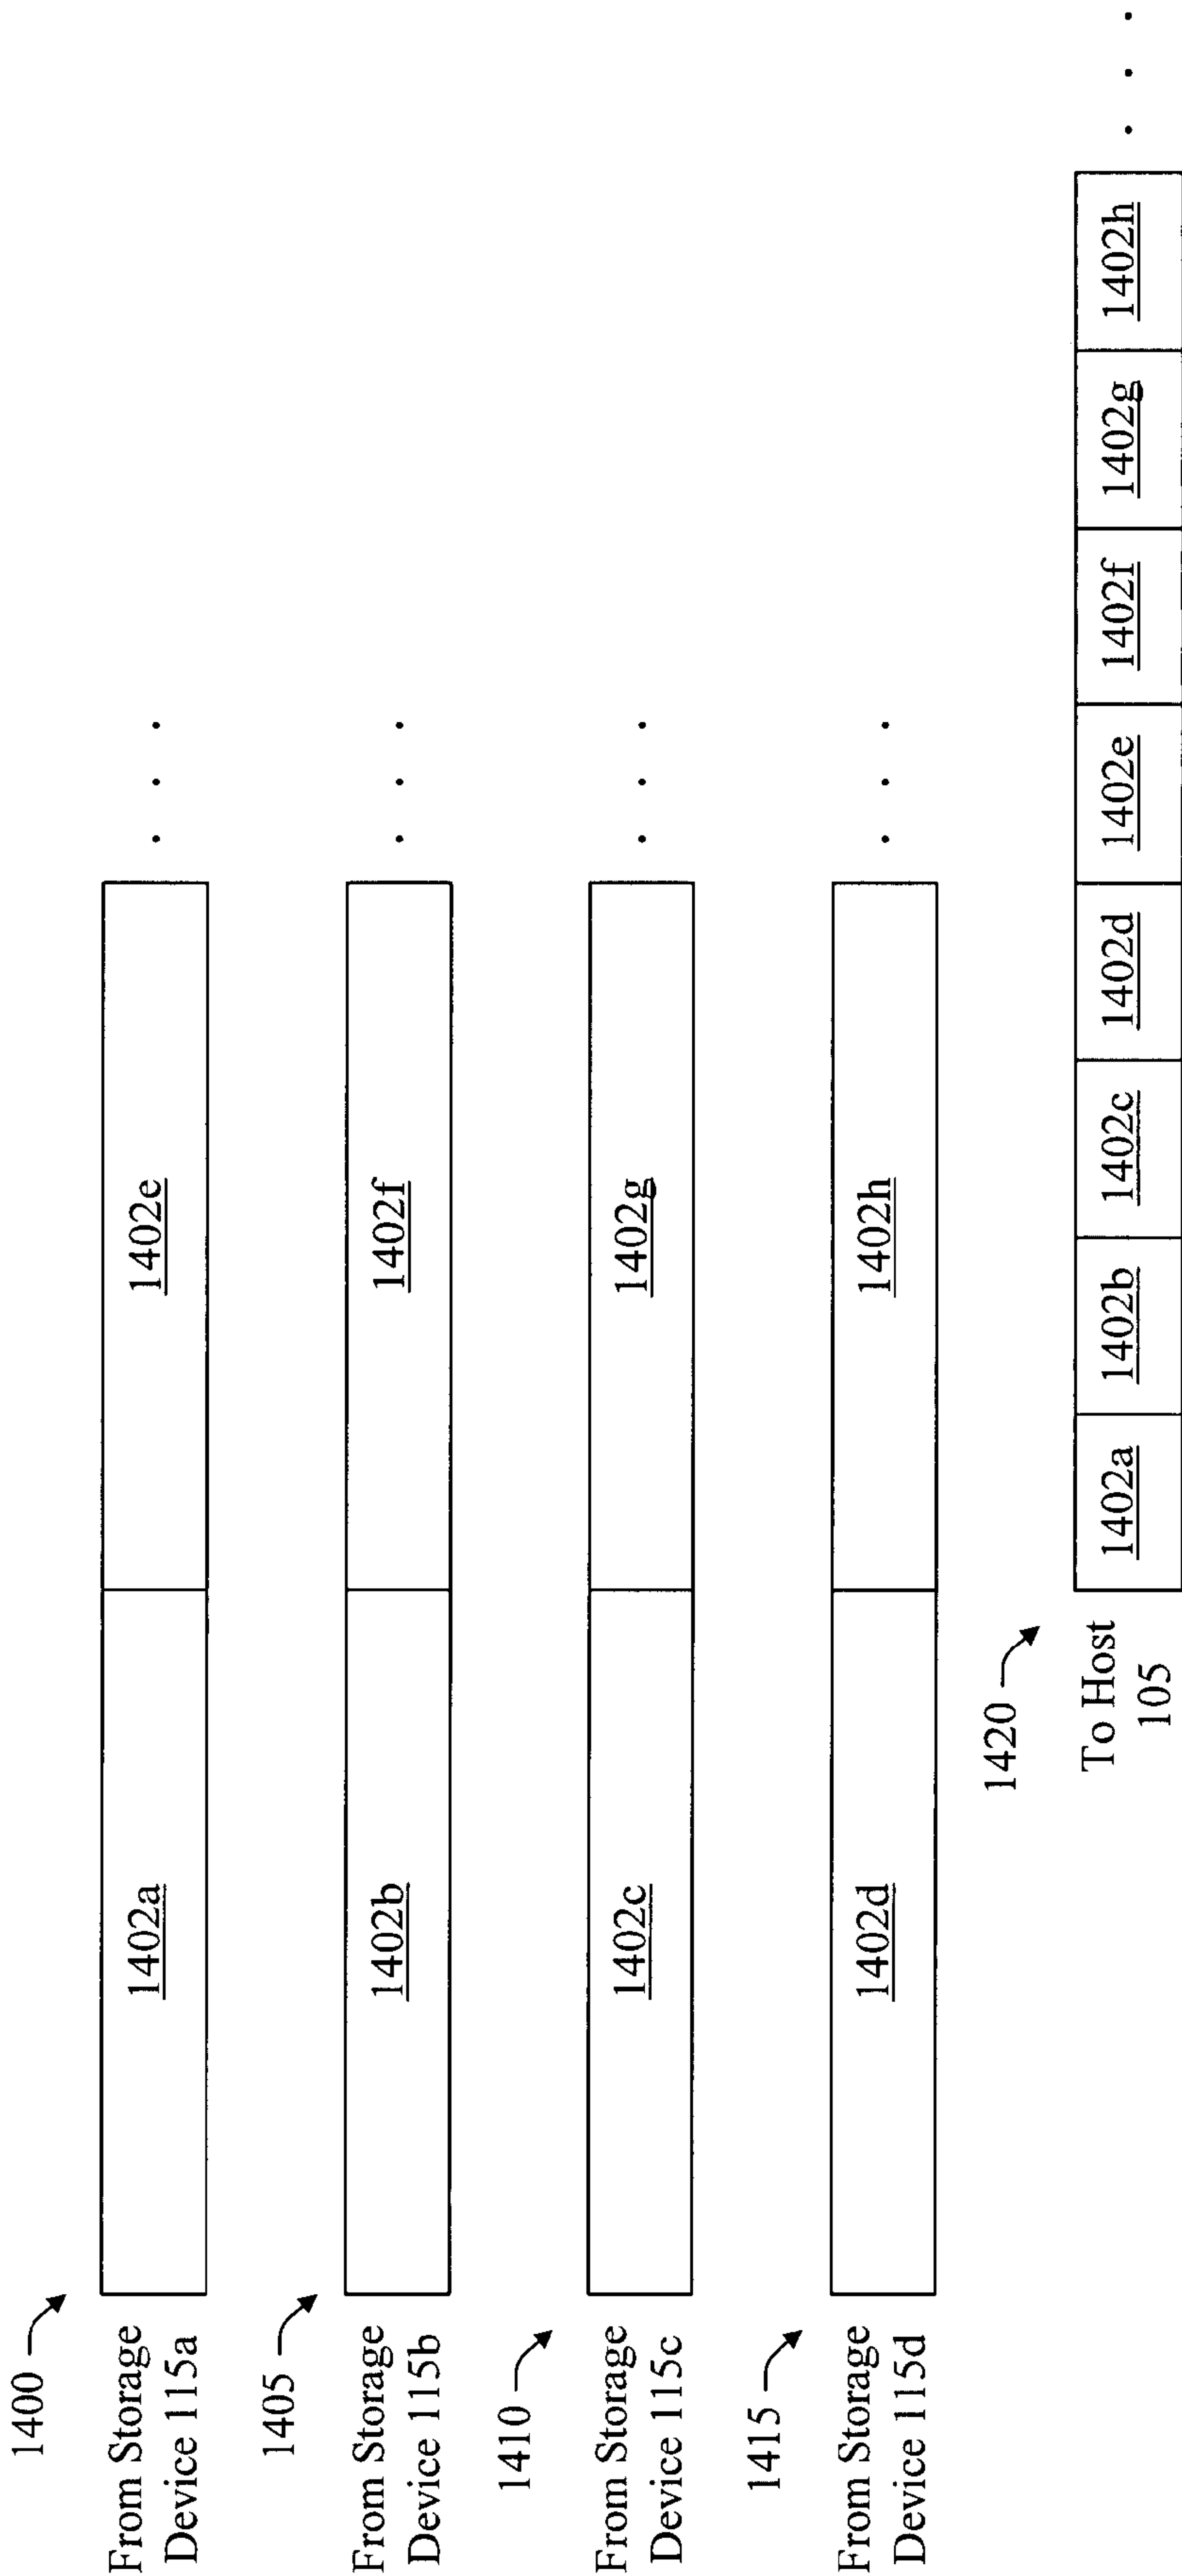 1400
From Storage
Device 115a
1402a
1402e
. . .
1405
From Storage
Device 115b
1402b
1402f
. . .
1410
From Storage
Device 115c
1402c
1402g
. . .
1415
From Storage
Device 115d
1402d
1402h
. . .
1420
To Host
105
1402a
1402b
1402c
1402d
1402e
1402f
1402g
1402h
. . .